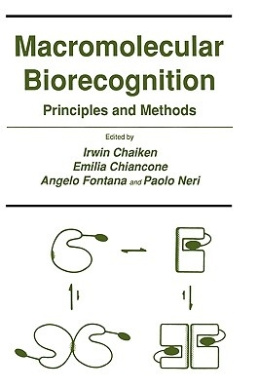 Macromolecular
Biorecognition
Principles and Methods
Edited by
Irwin Chaiken
Emilia Chiancone
Angelo Fontana and Paolo Neri